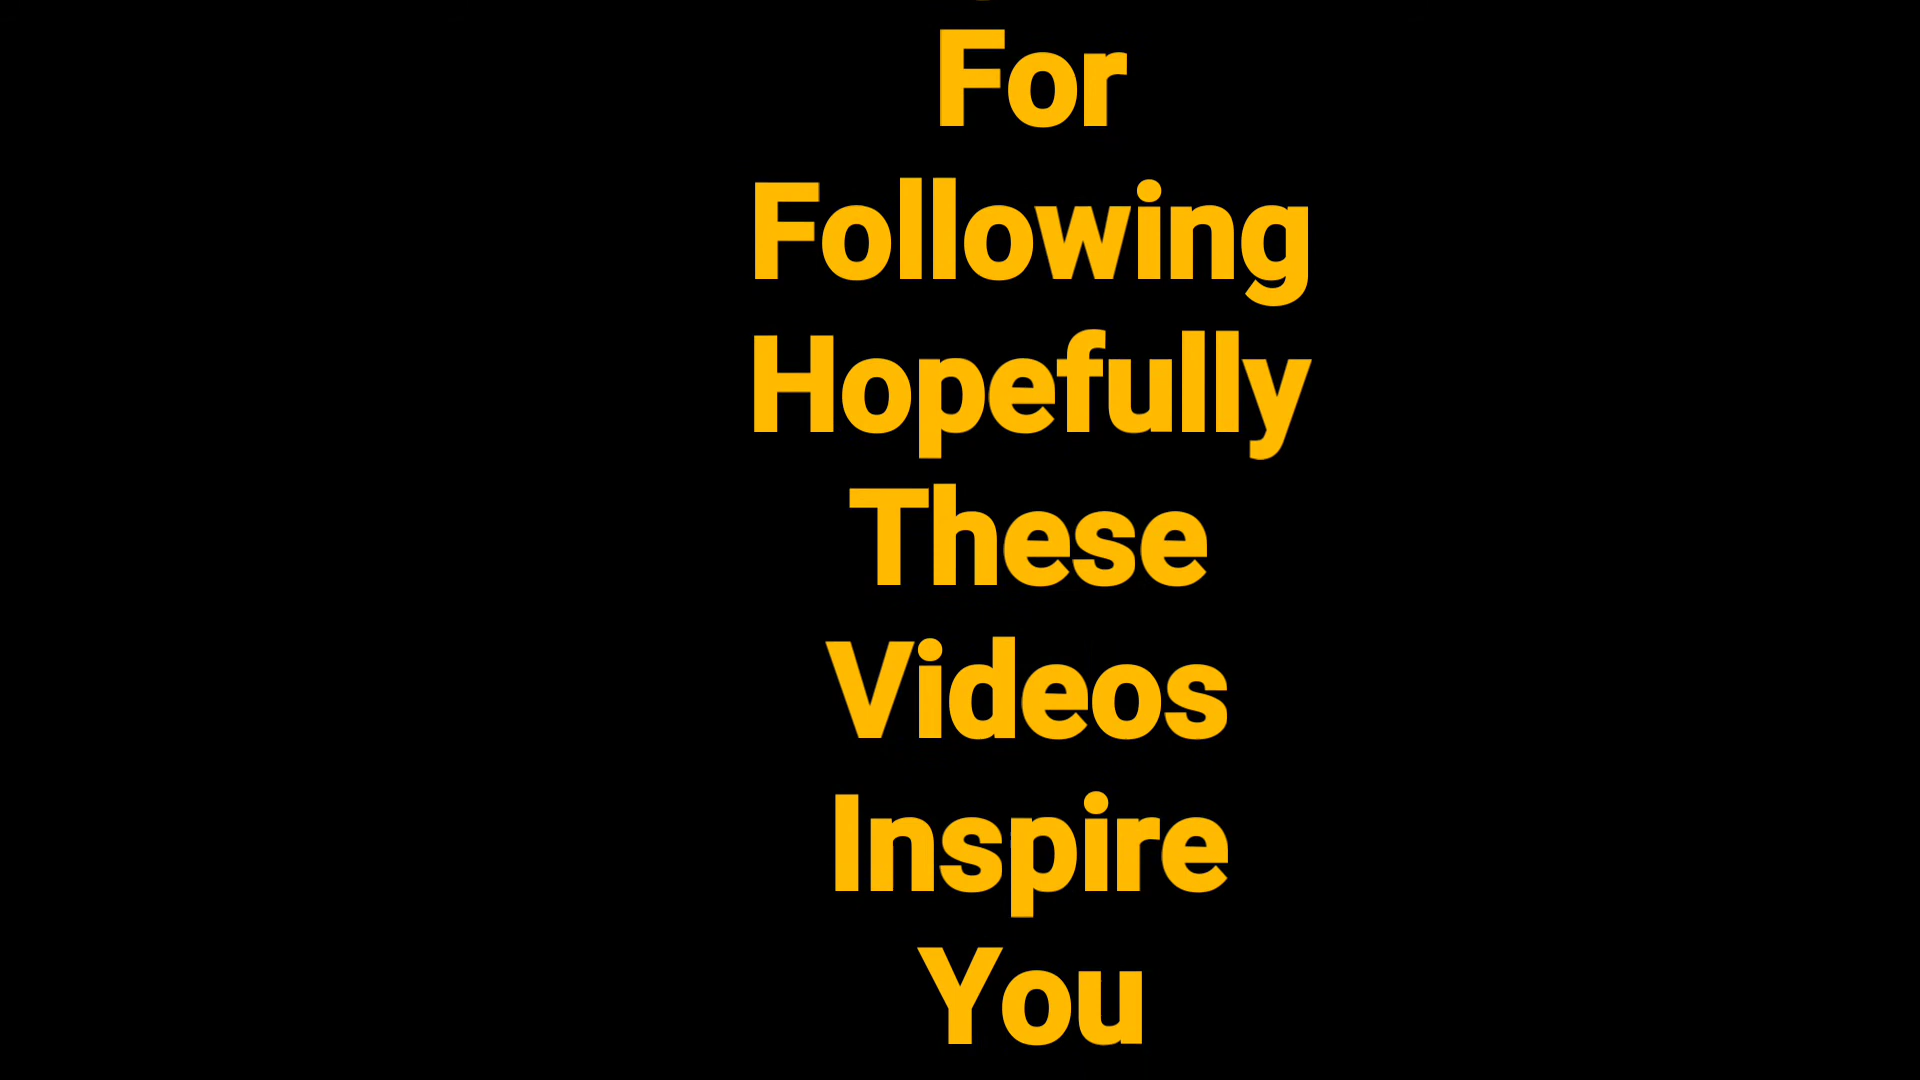 For
Following
Hopefully
These
Videos
Inspire
You